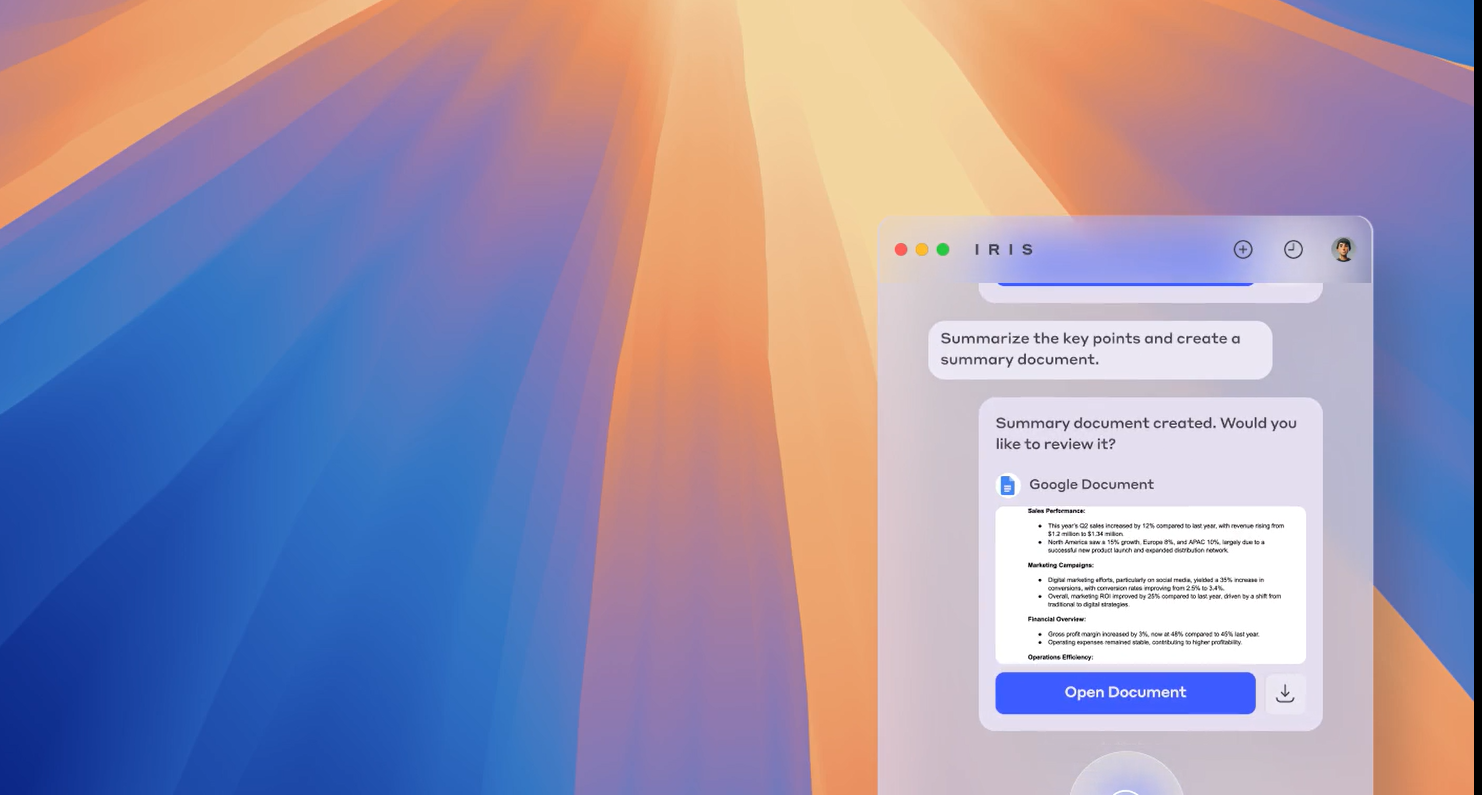 IRIS
Summarize the key points and create a
summary document.
Summary document created. Would you
like to review it?
Google Document
Sales Performance:
● This year's Q2 sales increased by 12% compared to last year, with revenue rising from
$1.2 million to $1.34 million.
● North America saw a 15% growth, Europe 8%, and APAC 10%, largely due to a
successful new product launch and expanded distribution network.
Marketing Campaigns:
● Digital marketing efforts, particularly on social media, yielded a 35% increase in
conversions, with conversion rates improving from 2.5% to 3.4%.
● Overall, marketing ROI improved by 25% compared to last year, driven by a shift from
traditional to digital strategies.
Financial Overview:
● Gross profit margin increased by 3%, now at 48% compared to 45% last year.
● Operating expenses remained stable, contributing to higher profitability.
Operations Efficiency:
Open Document